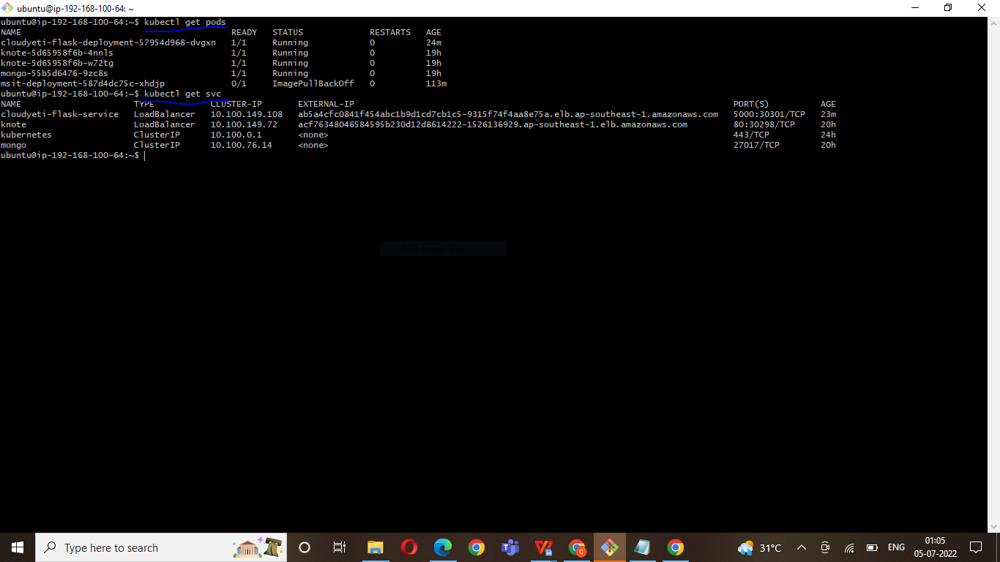 ubuntu@ip-192-168-100-64: ~
ubuntu@ip-192-168-100-64:~$ kubectl get pods
NAME READY STATUS RESTARTS AGE
cloudyeti-flask-deployment-57954d968-dvgxn 1/1 Running 0 24m
knote-5d65958f6b-4nnls 1/1 Running 0 19h
knote-5d65958f6b-w72tg 1/1 Running 0 19h
mongo-55b5d6476-9zc8s 1/1 Running 0 19h
msit-deployment-587d4dc75c-xhdjp 0/1 ImagePullBackOff 0 113m
ubuntu@ip-192-168-100-64:~$ kubectl get svc
NAME TYPE CLUSTER-IP EXTERNAL-IP PORT(S) AGE
cloudyeti-flask-service LoadBalancer 10.100.149.108 ab5a4cfc0841f454abc1b9d1cd7cb1c5-9315f74f4aa8e75a.elb.ap-southeast-1.amazonaws.com 5000:30301/TCP 23m
knote LoadBalancer 10.100.149.72 acf76348046584595b230d12d8614222-1526136929.ap-southeast-1.elb.amazonaws.com 80:30298/TCP 20h
kubernetes ClusterIP 10.100.0.1 <none> 443/TCP 24h
mongo ClusterIP 10.100.76.14 <none> 27017/TCP 20h
ubuntu@ip-192-168-100-64:~$
Full-screen Snip
Type here to search
31°C
ENG
01:05
05-07-2022